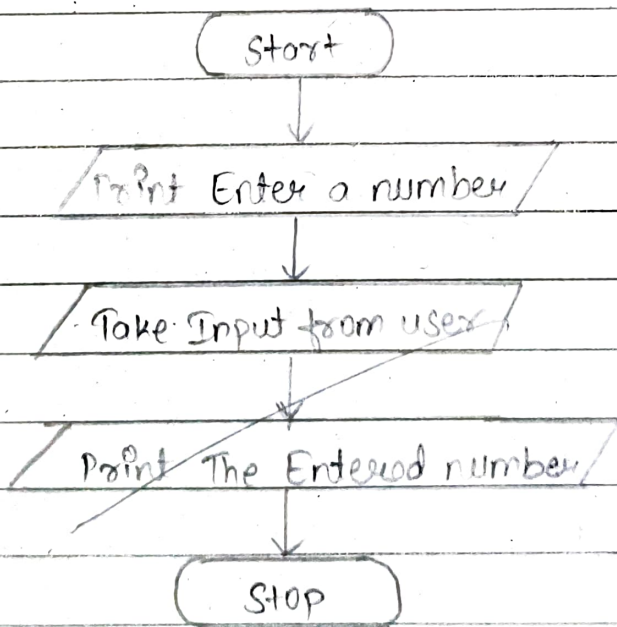 Start
Print Enter a number
Take Input from user
Print The Entered number
Stop